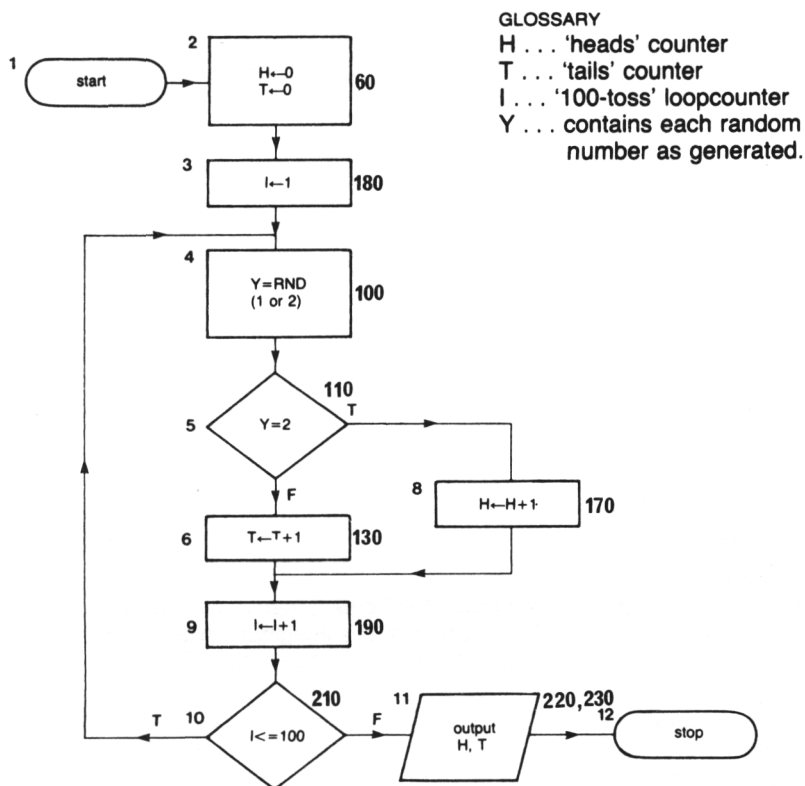 GLOSSARY
H . . . 'heads' counter
T . . . 'tails' counter
I . . . '100-toss' loopcounter
Y . . . contains each random
number as generated.
1
start
2
H←0
T←0
60
3
I←1
180
4
Y=RND
(1 or 2)
100
5
Y=2
110
T
F
8
H←H+1
170
6
T←T+1
130
9
I←I+1
190
10
I<=100
210
T
F
11
output
H, T
220,230
12
stop